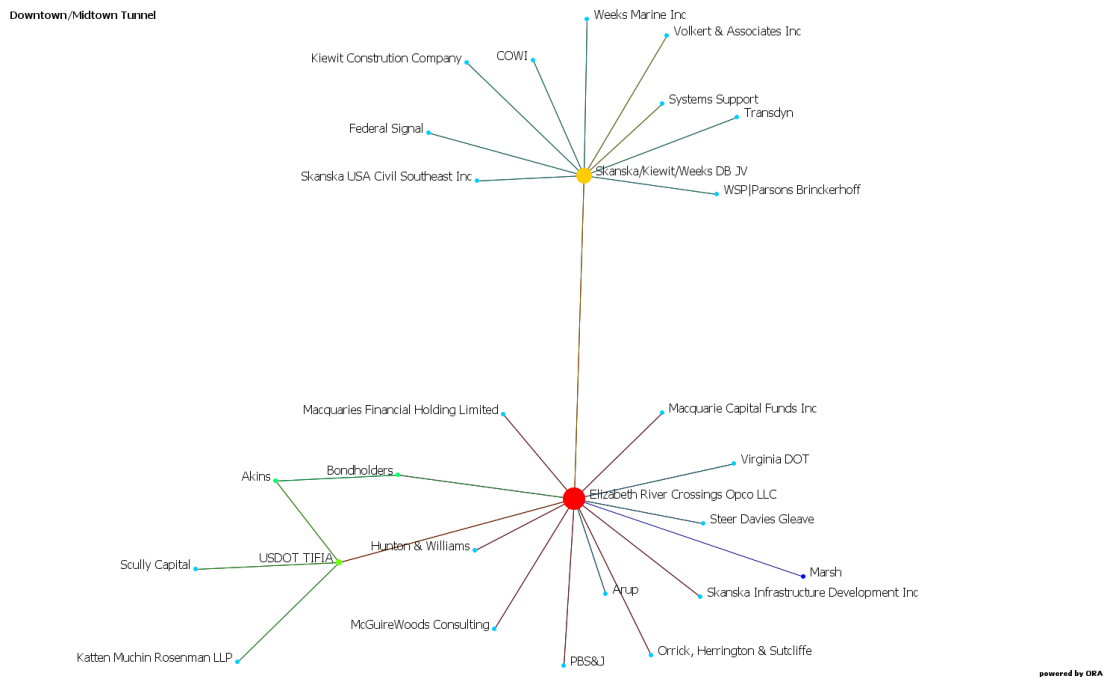 Downtown/Midtown Tunnel
Weeks Marine Inc
Volkert & Associates Inc
Kiewit Constrution Company
COWI
Systems Support
Transdyn
Federal Signal
Skanska/Kiewit/Weeks DB JV
Skanska USA Civil Southeast Inc
WSP|Parsons Brinckerhoff
Macquaries Financial Holding Limited
Macquarie Capital Funds Inc
Virginia DOT
Bondholders
Akins
Elizabeth River Crossings Opco LLC
Steer Davies Gleave
Hunton & Williams
USDOT TIFIA
Scully Capital
Marsh
Arup
Skanska Infrastructure Development Inc
McGuireWoods Consulting
Orrick, Herrington & Sutcliffe
Katten Muchin Rosenman LLP
PBS&J
powered by ORA